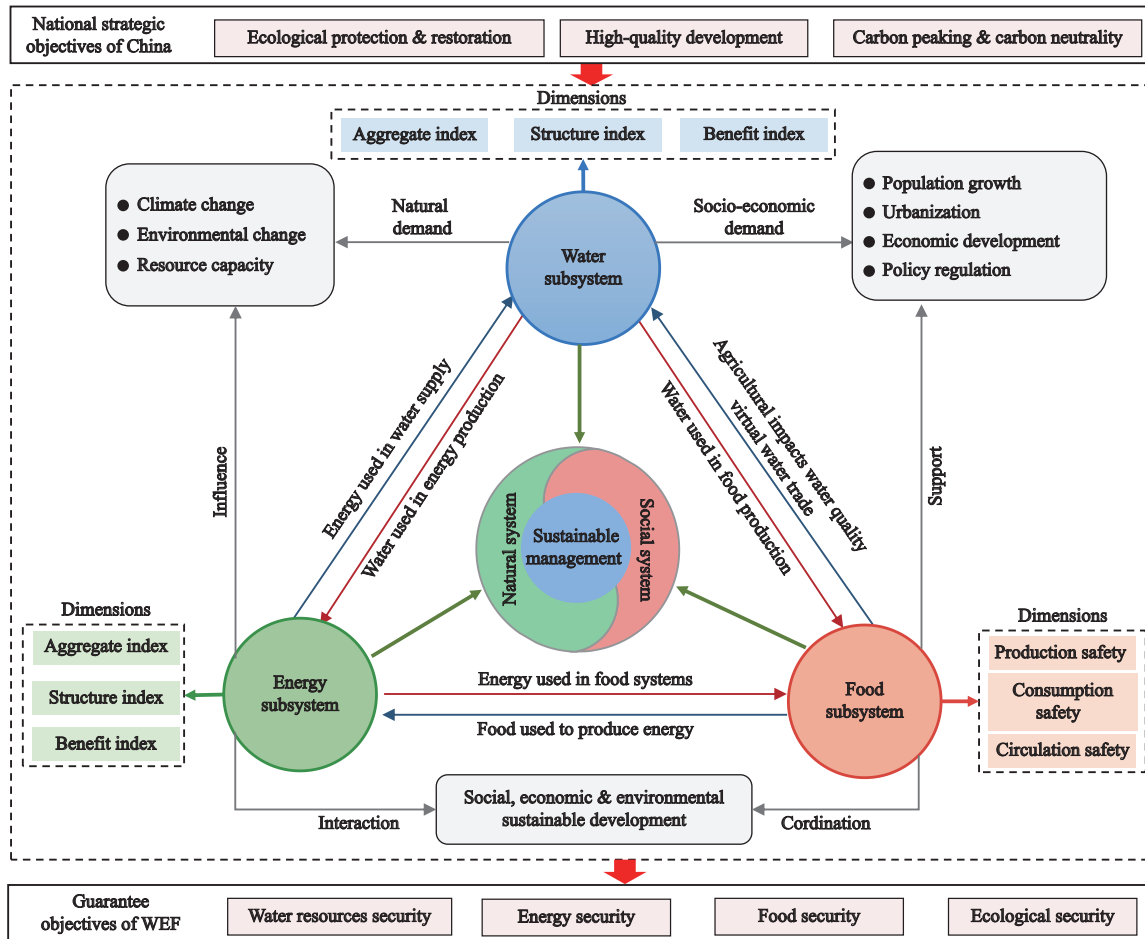 National strategic
objectives of China
Ecological protection & restoration
High-quality development
Carbon peaking & carbon neutrality
Dimensions
Aggregate index
Structure index
Benefit index
Climate change
Environmental change
Resource capacity
Natural
demand
Water
subsystem
Socio-economic
demand
Population growth
Urbanization
Economic development
Policy regulation
Influence
Energy used in water supply
Water used in energy production
Water used in food production
Agricultural impacts water quality
virtual water trade
Support
Natural system
Sustainable
management
Social system
Dimensions
Aggregate index
Structure index
Benefit index
Energy
subsystem
Energy used in food systems
Food used to produce energy
Food
subsystem
Dimensions
Production safety
Consumption
safety
Circulation safety
Interaction
Social, economic & environmental
sustainable development
Cordination
Guarantee
objectives of WEF
Water resources security
Energy security
Food security
Ecological security